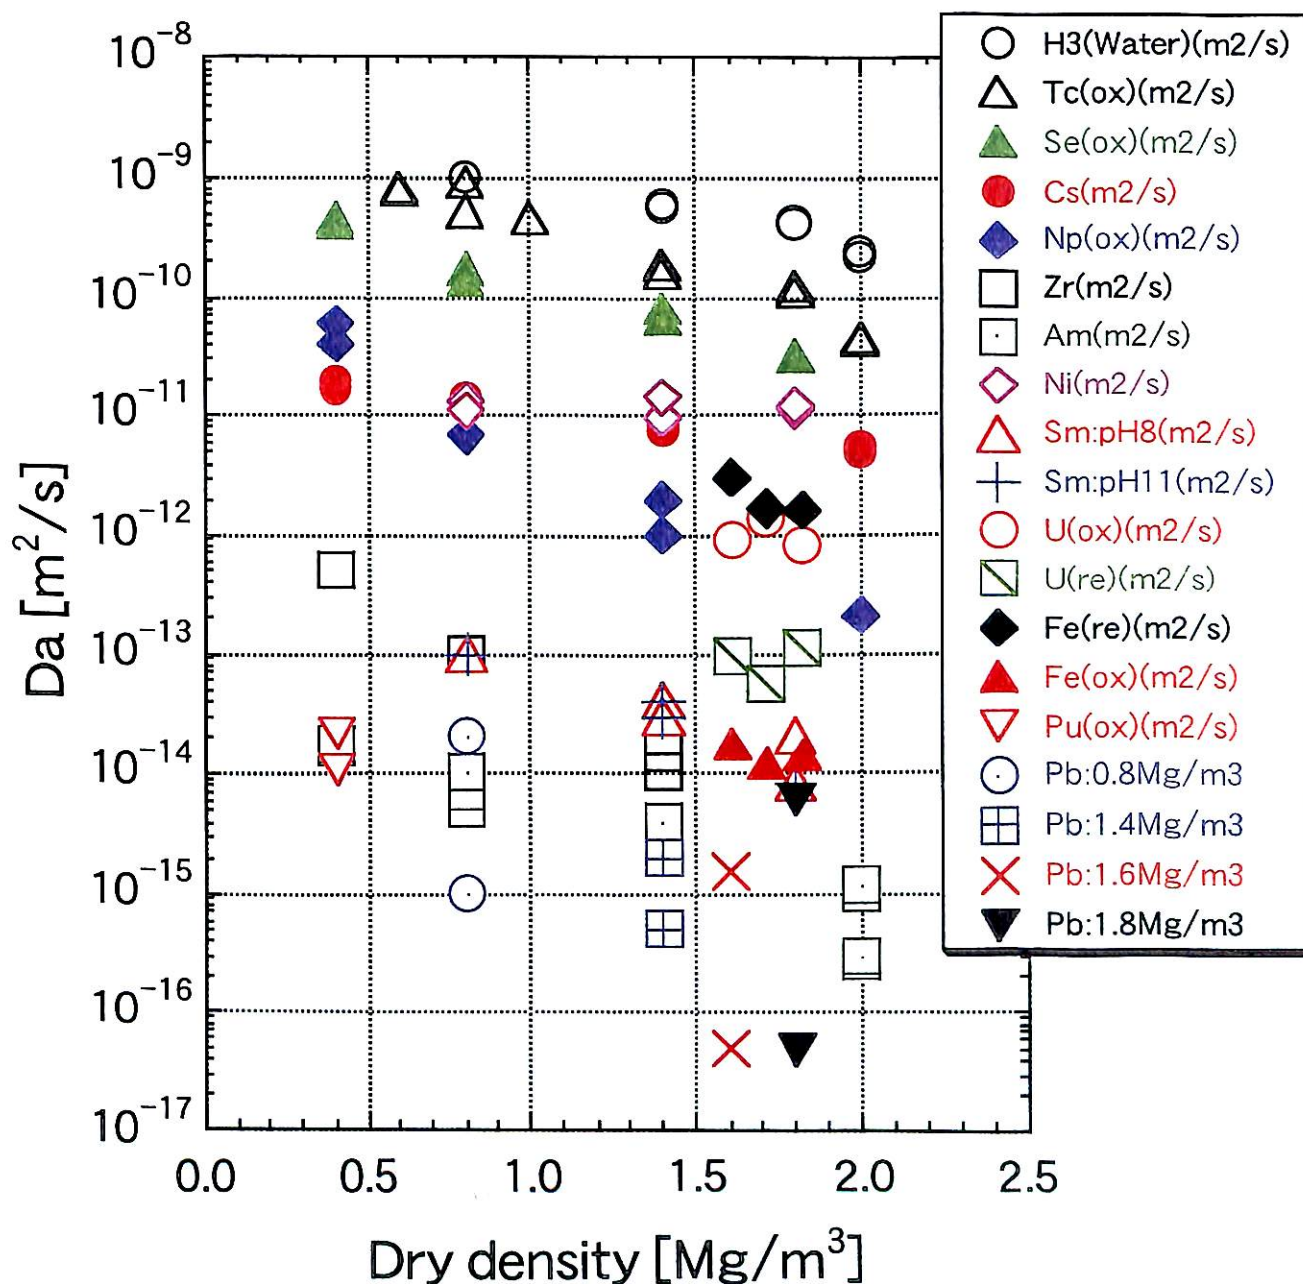 10⁻⁸
10⁻⁹
10⁻¹⁰
10⁻¹¹
10⁻¹²
10⁻¹³
10⁻¹⁴
10⁻¹⁵
10⁻¹⁶
10⁻¹⁷
Da [m²/s]
0.0 0.5 1.0 1.5 2.0 2.5
Dry density [Mg/m³]
H3(Water)(m2/s)
Tc(ox)(m2/s)
Se(ox)(m2/s)
Cs(m2/s)
Np(ox)(m2/s)
Zr(m2/s)
Am(m2/s)
Ni(m2/s)
Sm:pH8(m2/s)
Sm:pH11(m2/s)
U(ox)(m2/s)
U(re)(m2/s)
Fe(re)(m2/s)
Fe(ox)(m2/s)
Pu(ox)(m2/s)
Pb:0.8Mg/m3
Pb:1.4Mg/m3
Pb:1.6Mg/m3
Pb:1.8Mg/m3